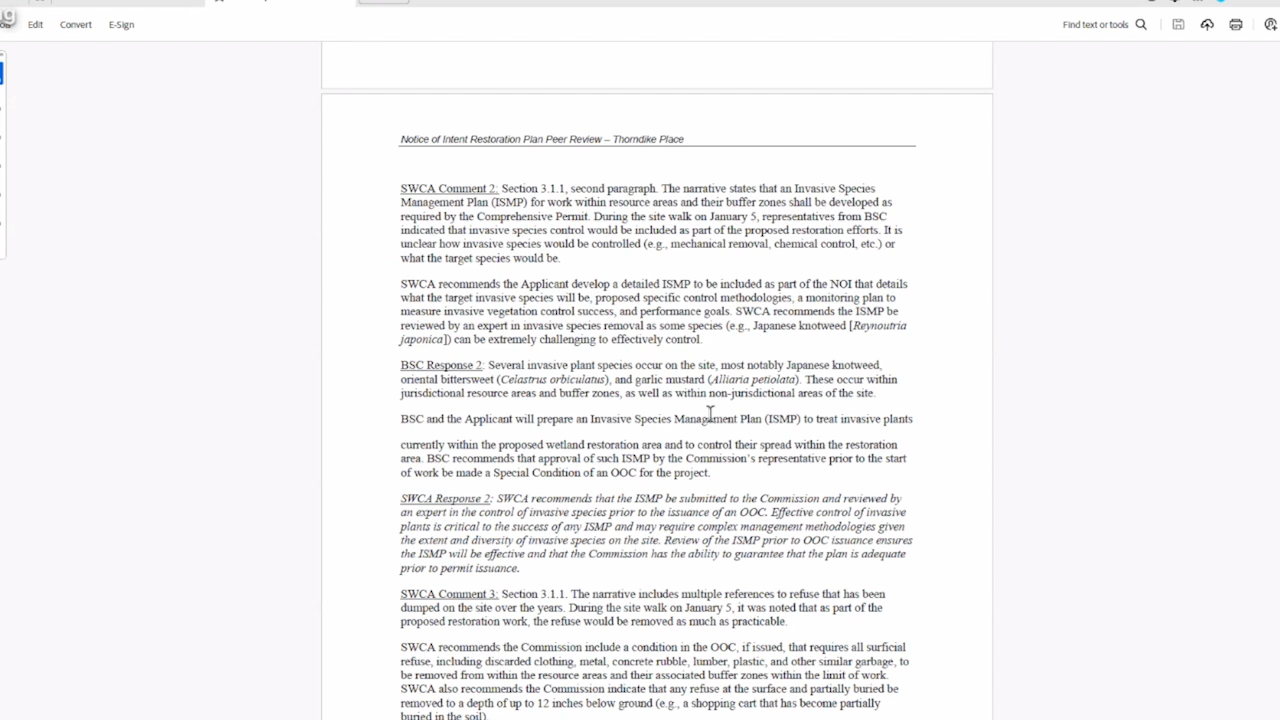 Edit Convert E-Sign
Find text or tools
Notice of Intent Restoration Plan Peer Review – Thorndike Place
SWCA Comment 2: Section 3.1.1, second paragraph. The narrative states that an Invasive Species
Management Plan (ISMP) for work within resource areas and their buffer zones shall be developed as
required by the Comprehensive Permit. During the site walk on January 5, representatives from BSC
indicated that invasive species control would be included as part of the proposed restoration efforts. It is
unclear how invasive species would be controlled (e.g., mechanical removal, chemical control, etc.) or
what the target species would be.
SWCA recommends the Applicant develop a detailed ISMP to be included as part of the NOI that details
what the target invasive species will be, proposed specific control methodologies, a monitoring plan to
measure invasive vegetation control success, and performance goals. SWCA recommends the ISMP be
reviewed by an expert in invasive species removal as some species (e.g., Japanese knotweed [Reynoutria
japonica]) can be extremely challenging to effectively control.
BSC Response 2: Several invasive plant species occur on the site, most notably Japanese knotweed,
oriental bittersweet (Celastrus orbiculatus), and garlic mustard (Alliaria petiolata). These occur within
jurisdictional resource areas and buffer zones, as well as within non-jurisdictional areas of the site.
BSC and the Applicant will prepare an Invasive Species Management Plan (ISMP) to treat invasive plants
currently within the proposed wetland restoration area and to control their spread within the restoration
area. BSC recommends that approval of such ISMP by the Commission's representative prior to the start
of work be made a Special Condition of an OOC for the project.
SWCA Response 2: SWCA recommends that the ISMP be submitted to the Commission and reviewed by
an expert in the control of invasive species prior to the issuance of an OOC. Effective control of invasive
plants is critical to the success of any ISMP and may require complex management methodologies given
the extent and diversity of invasive species on the site. Review of the ISMP prior to OOC issuance ensures
the ISMP will be effective and that the Commission has the ability to guarantee that the plan is adequate
prior to permit issuance.
SWCA Comment 3: Section 3.1.1. The narrative includes multiple references to refuse that has been
dumped on the site over the years. During the site walk on January 5, it was noted that as part of the
proposed restoration work, the refuse would be removed as much as practicable.
SWCA recommends the Commission include a condition in the OOC, if issued, that requires all surficial
refuse, including discarded clothing, metal, concrete rubble, lumber, plastic, and other similar garbage, to
be removed from within the resource areas and their associated buffer zones within the limit of work.
SWCA also recommends the Commission indicate that any refuse at the surface and partially buried be
removed to a depth of up to 12 inches below ground (e.g., a shopping cart that has become partially
buried in the soil).